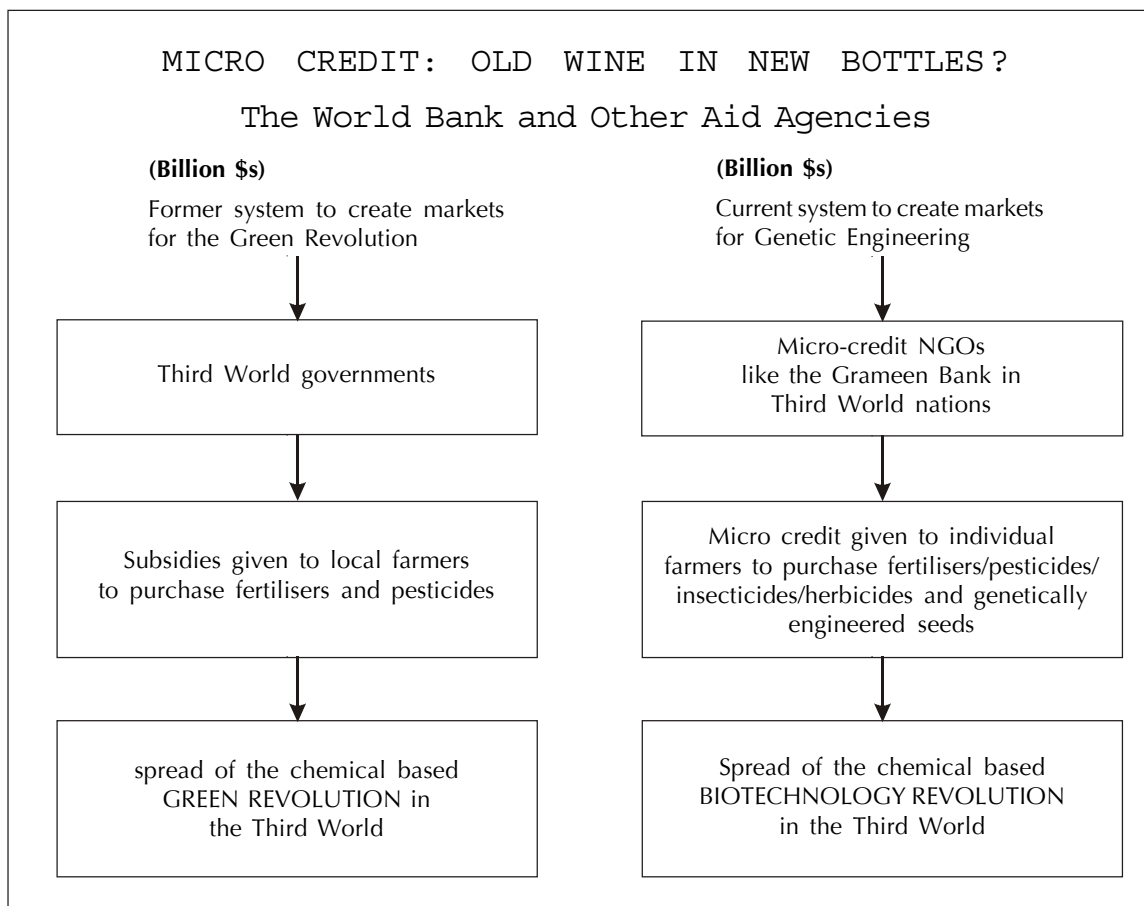 MICRO CREDIT: OLD WINE IN NEW BOTTLES?
The World Bank and Other Aid Agencies
(Billion $s)
Former system to create markets
for the Green Revolution
Third World governments
Subsidies given to local farmers
to purchase fertilisers and pesticides
spread of the chemical based
GREEN REVOLUTION in
the Third World
(Billion $s)
Current system to create markets
for Genetic Engineering
Micro-credit NGOs
like the Grameen Bank in
Third World nations
Micro credit given to individual
farmers to purchase fertilisers/pesticides/
insecticides/herbicides and genetically
engineered seeds
Spread of the chemical based
BIOTECHNOLOGY REVOLUTION
in the Third World